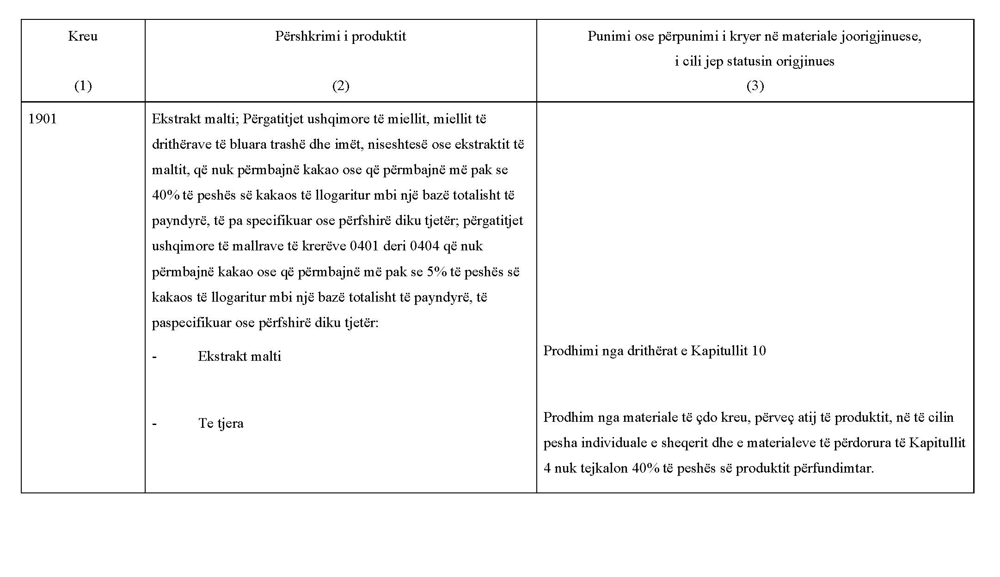 Kreu
(1)
Përshkrimi i produktit
(2)
Punimi ose përpunimi i kryer në materiale joorigjinuese,
i cili jep statusin origjinues
(3)
1901
Ekstrakt malti; Përgatitjet ushqimore të miellit, miellit të
drithërave të bluara trashë dhe imët, niseshtesë ose ekstraktit të
maltit, që nuk përmbajnë kakao ose që përmbajnë më pak se
40% të peshës së kakaos të llogaritur mbi një bazë totalisht të
payndyrë, të pa specifikuar ose përfshirë diku tjetër; përgatitjet
ushqimore të mallrave të krerëve 0401 deri 0404 që nuk
përmbajnë kakao ose që përmbajnë më pak se 5% të peshës së
kakaos të llogaritur mbi një bazë totalisht të payndyrë, të
paspecifikuar ose përfshirë diku tjetër:
- Ekstrakt malti
Prodhimi nga drithërat e Kapitullit 10
- Te tjera
Prodhim nga materiale të çdo kreu, përveç atij të produktit, në të cilin
pesha individuale e sheqerit dhe e materialeve të përdorura të Kapitullit
4 nuk tejkalon 40% të peshës së produktit përfundimtar.